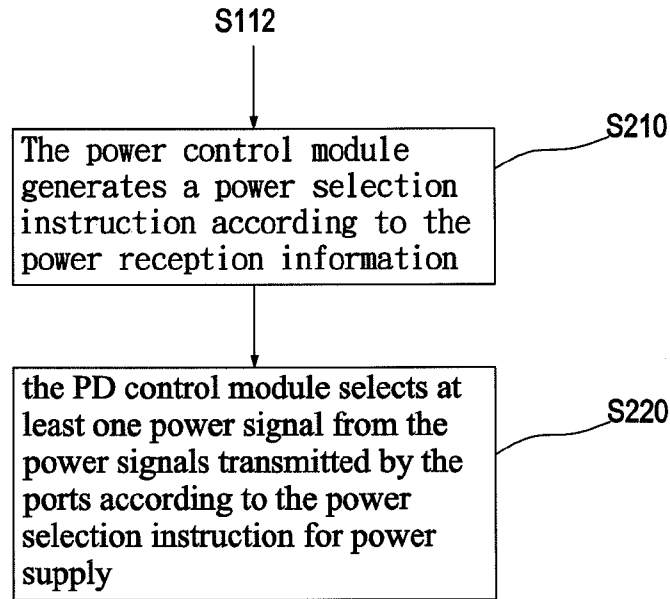 S112
S210
The power control module
generates a power selection
instruction according to the
power reception information
the PD control module selects at
least one power signal from the
power signals transmitted by the
ports according to the power
selection instruction for power
supply
S220